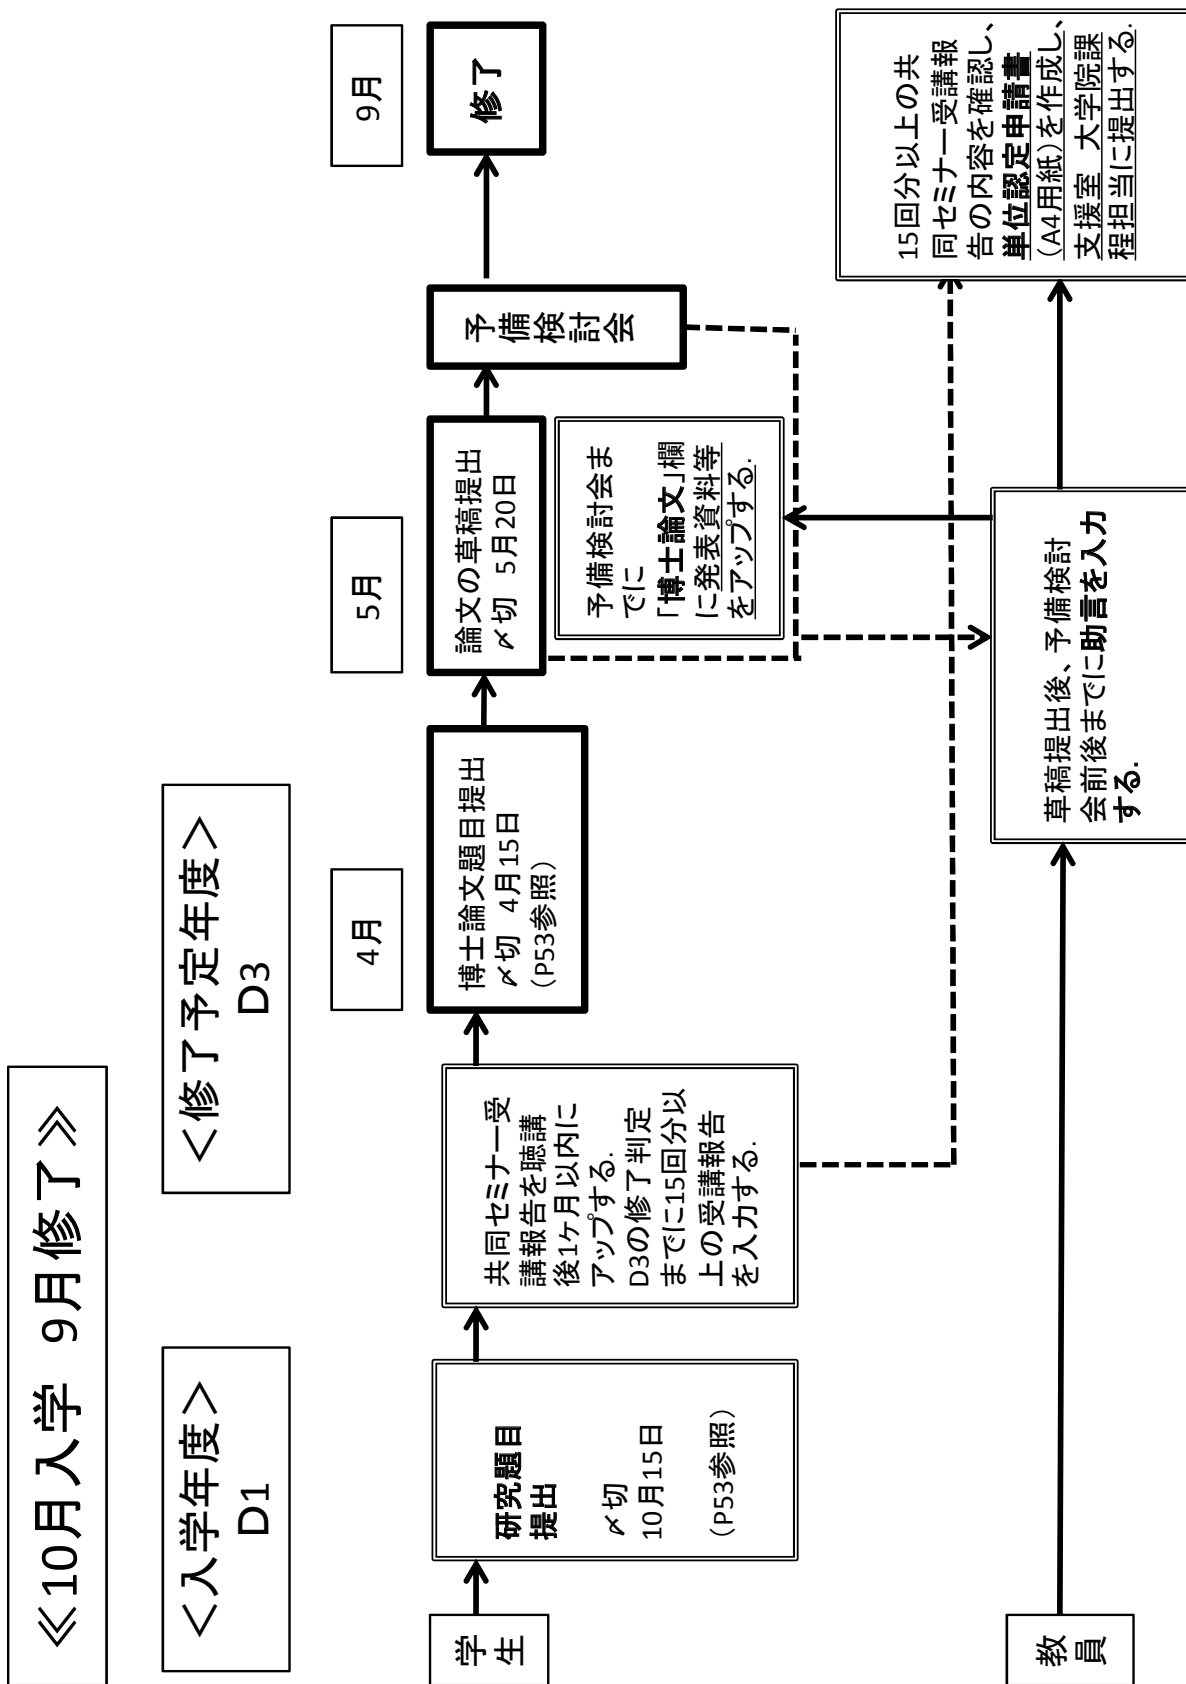 ≪10月入学 9月修了≫
＜入学年度＞
D1
＜修了予定年度＞
D3
4月
5月
9月
学
生
研究題目
提出
〆切
10月15日
（P53参照）
共同セミナー受
講報告を聴講
後1ヶ月以内に
アップする．
D3の修了判定
までに15回分以
上の受講報告
を入力する．
博士論文題目提出
〆切 4月15日
（P53参照）
論文の草稿提出
〆切 5月20日
予備検討会
修了
予備検討会ま
でに
「博士論文」欄
に発表資料等
をアップする．
教
員
草稿提出後、予備検討
会前後までに助言を入力
する．
15回分以上の共
同セミナー受講報
告の内容を確認し、
単位認定申請書
（A4用紙）を作成し、
支援室 大学院課
程担当に提出する．